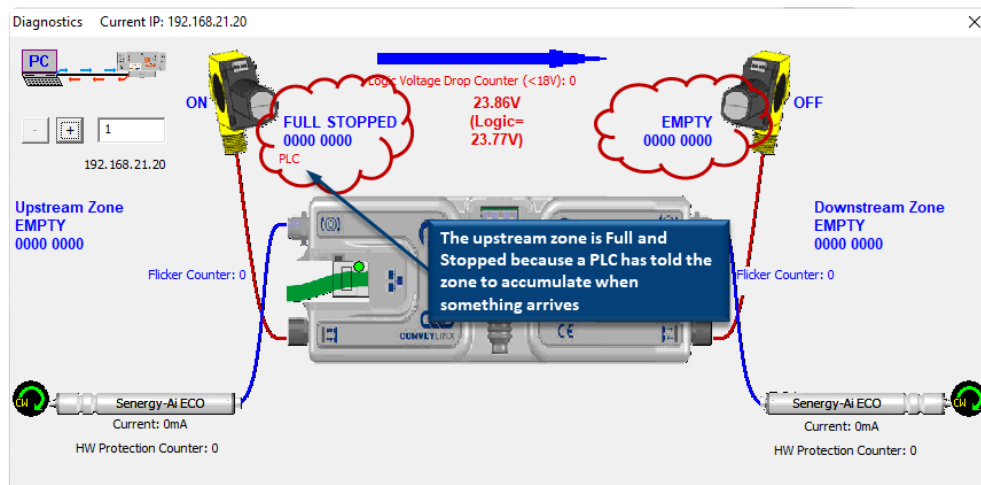 Diagnostics Current IP: 192.168.21.20
PC
Logic Voltage Drop Counter (<18V): 0
ON
OFF
23.86V
(Logic=
23.77V)
FULL STOPPED
0000 0000
PLC
EMPTY
0000 0000
- + 1
192.168.21.20
Upstream Zone
EMPTY
0000 0000
Downstream Zone
EMPTY
0000 0000
The upstream zone is Full and
Stopped because a PLC has told the
zone to accumulate when
something arrives
Flicker Counter: 0
Flicker Counter: 0
CONVEYLINX
CE
CW
Senergy-Ai ECO
Current: 0mA
HW Protection Counter: 0
Senergy-Ai ECO
CW
Current: 0mA
HW Protection Counter: 0